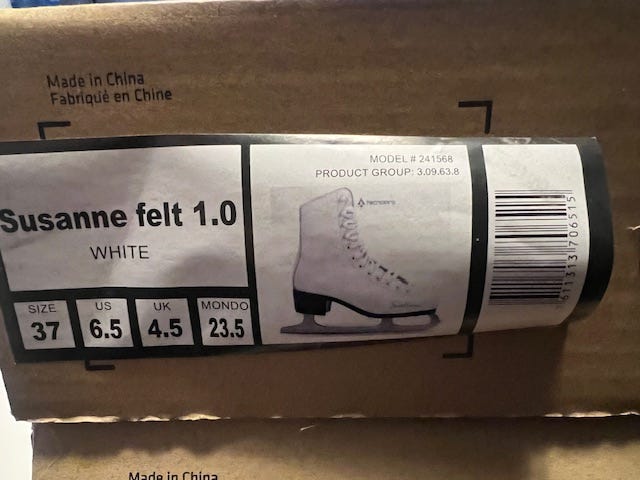 Made in China
Fabriqué en Chine
Susanne felt 1.0
WHITE
SIZE
37
US
6.5
UK
4.5
MONDO
23.5
MODEL # 241568
PRODUCT GROUP: 3.09.63.8
TECNOPRO
Made in China